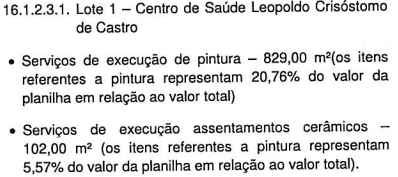 16.1.2.3.1. Lote 1 – Centro de Saúde Leopoldo Crisóstomo
de Castro
• Serviços de execução de pintura – 829,00 m²(os itens
referentes a pintura representam 20,76% do valor da
planilha em relação ao valor total)
• Serviços de execução assentamentos cerâmicos –
102,00 m² (os itens referentes a pintura representam
5,57% do valor da planilha em relação ao valor total).